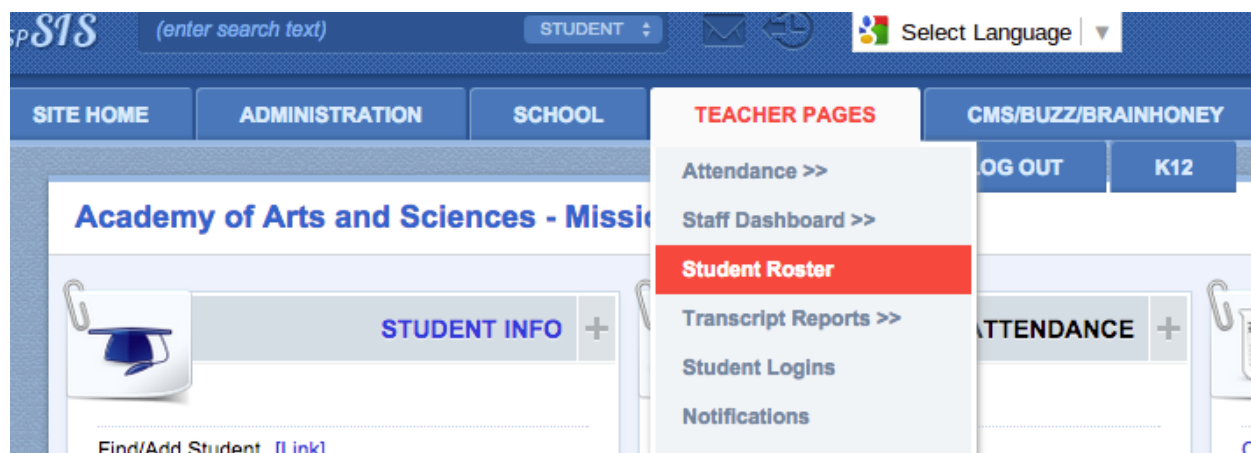 SPSIS (enter search text) STUDENT Select Language
SITE HOME ADMINISTRATION SCHOOL TEACHER PAGES CMS/BUZZ/BRAINHONEY
OG OUT K12
Academy of Arts and Sciences - Missi
Attendance >>
Staff Dashboard >>
Student Roster
Transcript Reports >>
Student Logins
Notifications
STUDENT INFO +
TTENDANCE +
Find/Add Student [Link]